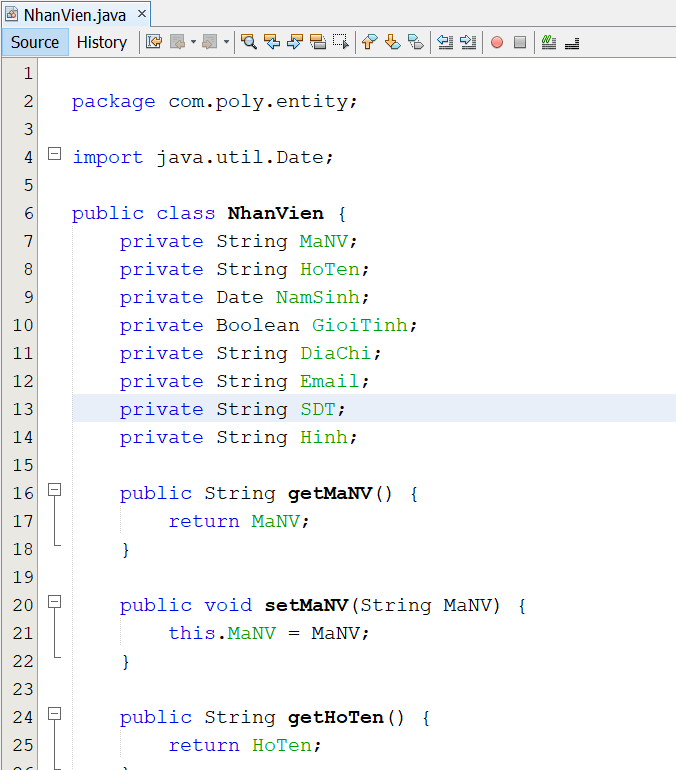 NhanVien.java
Source History
1
2 package com.poly.entity;
3
4 import java.util.Date;
5
6 public class NhanVien {
7 private String MaNV;
8 private String HoTen;
9 private Date NamSinh;
10 private Boolean GioiTinh;
11 private String DiaChi;
12 private String Email;
13 private String SDT;
14 private String Hinh;
15
16 public String getMaNV() {
17 return MaNV;
18 }
19
20 public void setMaNV(String MaNV) {
21 this.MaNV = MaNV;
22 }
23
24 public String getHoTen() {
25 return HoTen;